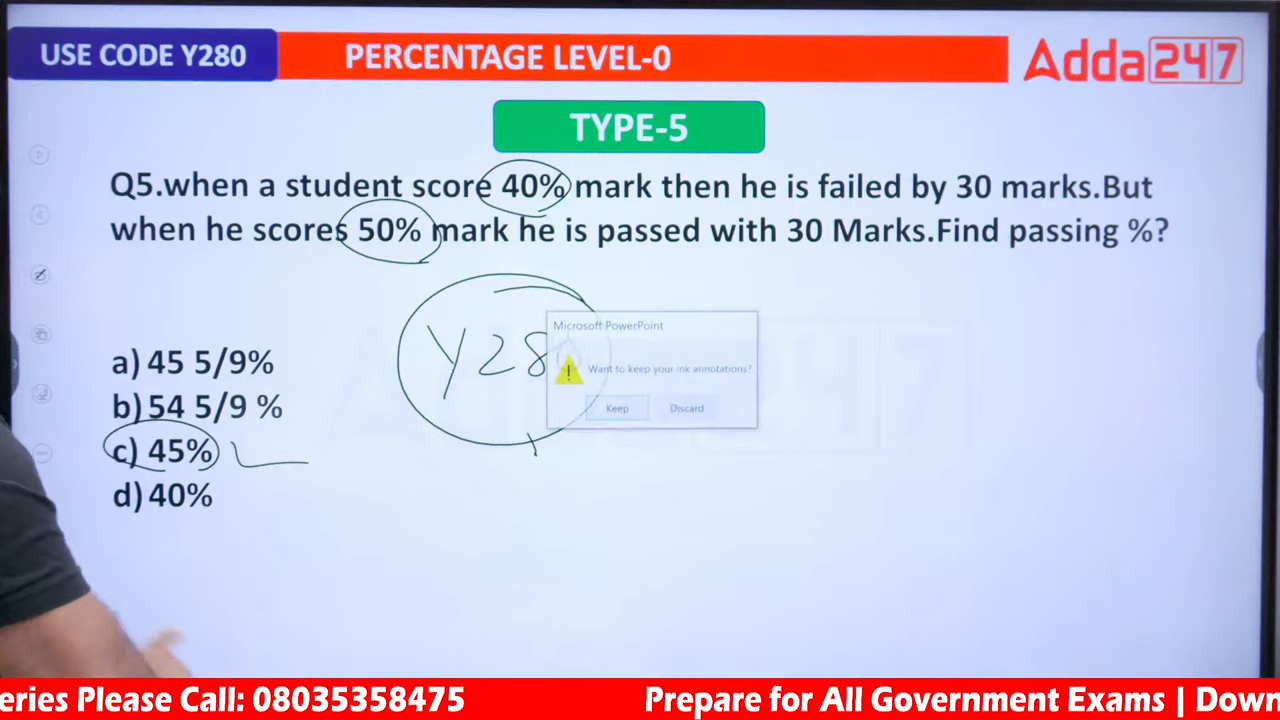 USE CODE Y280
PERCENTAGE LEVEL-0
Adda247
TYPE-5
Q5.when a student score 40% mark then he is failed by 30 marks.But
when he scores 50% mark he is passed with 30 Marks.Find passing %?
Y28
Microsoft PowerPoint
Want to keep your ink annotations?
Keep
Discard
a) 45 5/9%
b) 54 5/9 %
c) 45%
d) 40%
eries Please Call: 08035358475
Prepare for All Government Exams | Down